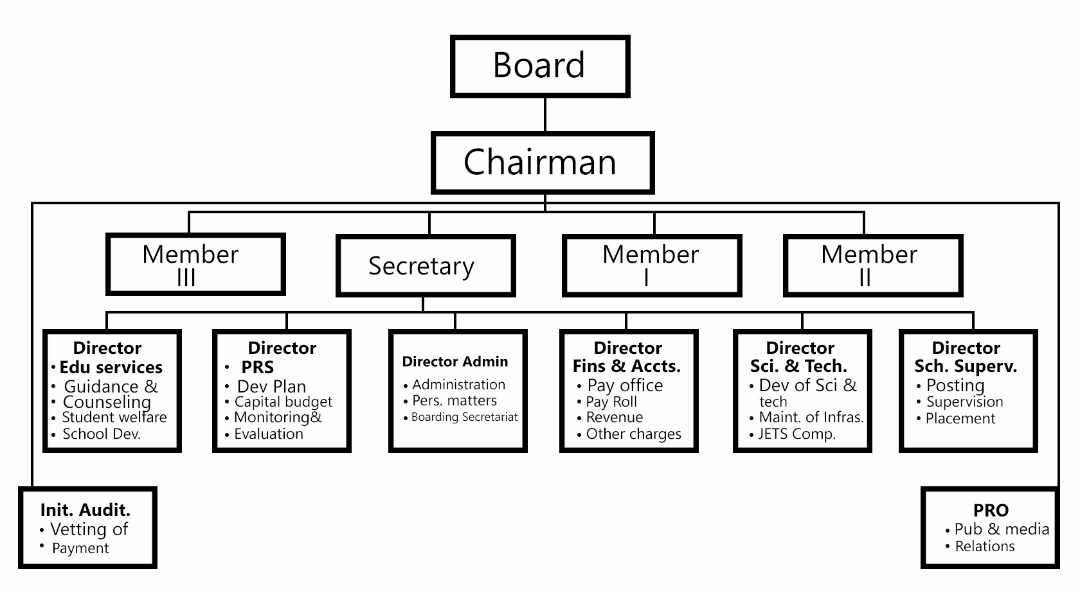 Board
Chairman
Member
III
Secretary
Member
I
Member
II
Director
• Edu services
• Guidance &
• Counseling
• Student welfare
• School Dev.
Director
• PRS
• Dev Plan
• Capital budget
• Monitoring&
• Evaluation
Director Admin
• Administration
• Pers. matters
• Boarding Secretariat
Director
Fins & Accts.
• Pay office
• Pay Roll
• Revenue
• Other charges
Director
Sci. & Tech.
• Dev of Sci &
tech
• Maint. of Infras.
• JETS Comp.
Director
Sch. Superv.
• Posting
• Supervision
• Placement
Init. Audit.
• Vetting of
• Payment
PRO
• Pub & media
• Relations